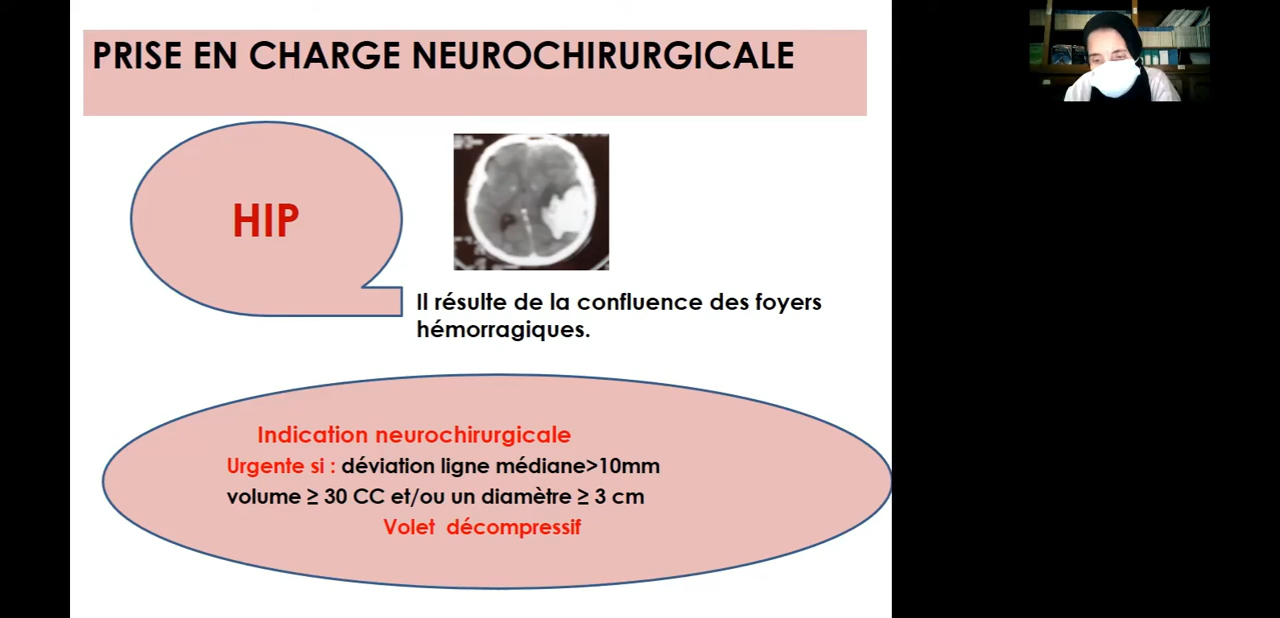 PRISE EN CHARGE NEUROCHIRURGICALE
HIP
Il résulte de la confluence des foyers
hémorragiques.
Indication neurochirurgicale
Urgente si : déviation ligne médiane>10mm
volume ≥ 30 CC et/ou un diamètre ≥ 3 cm
Volet décompressif